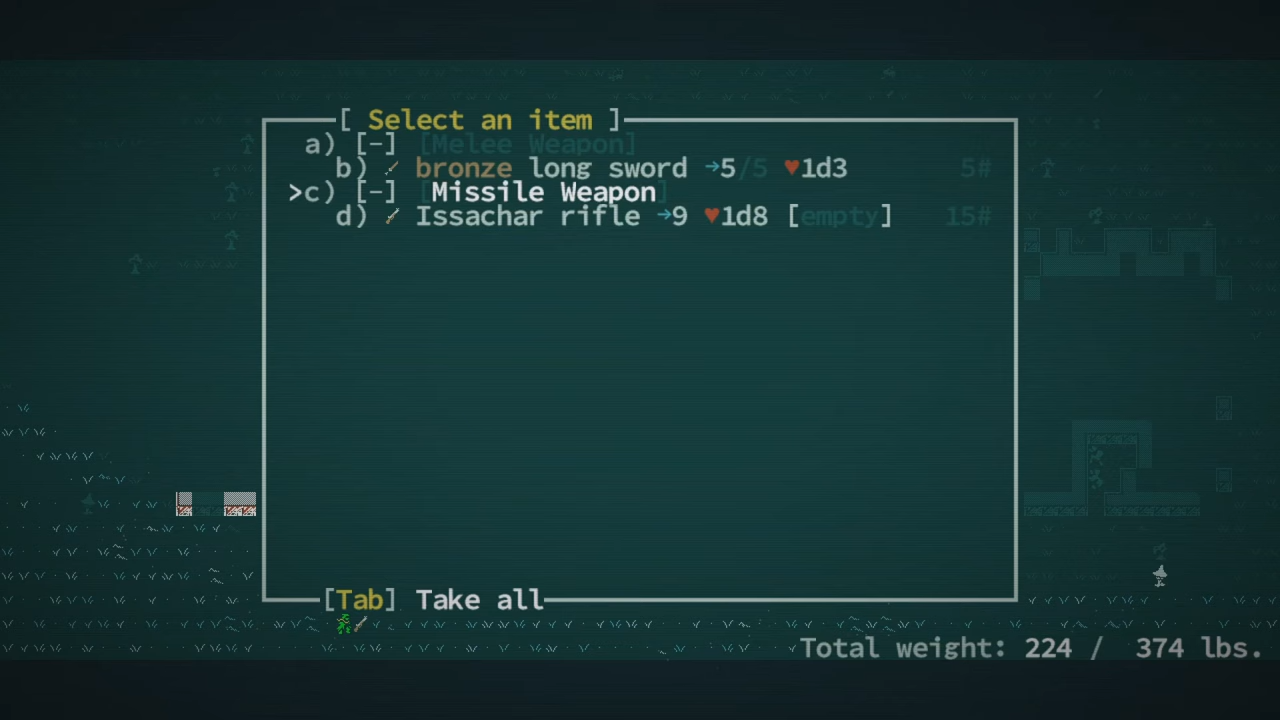 [ Select an item ]
a) [-] [Melee Weapon]
b) bronze long sword →5/5 ♥1d3 5#
>c) [-] [Missile Weapon]
d) Issachar rifle →9 ♥1d8 [empty] 15#
[Tab] Take all
Total weight: 224 / 374 lbs.